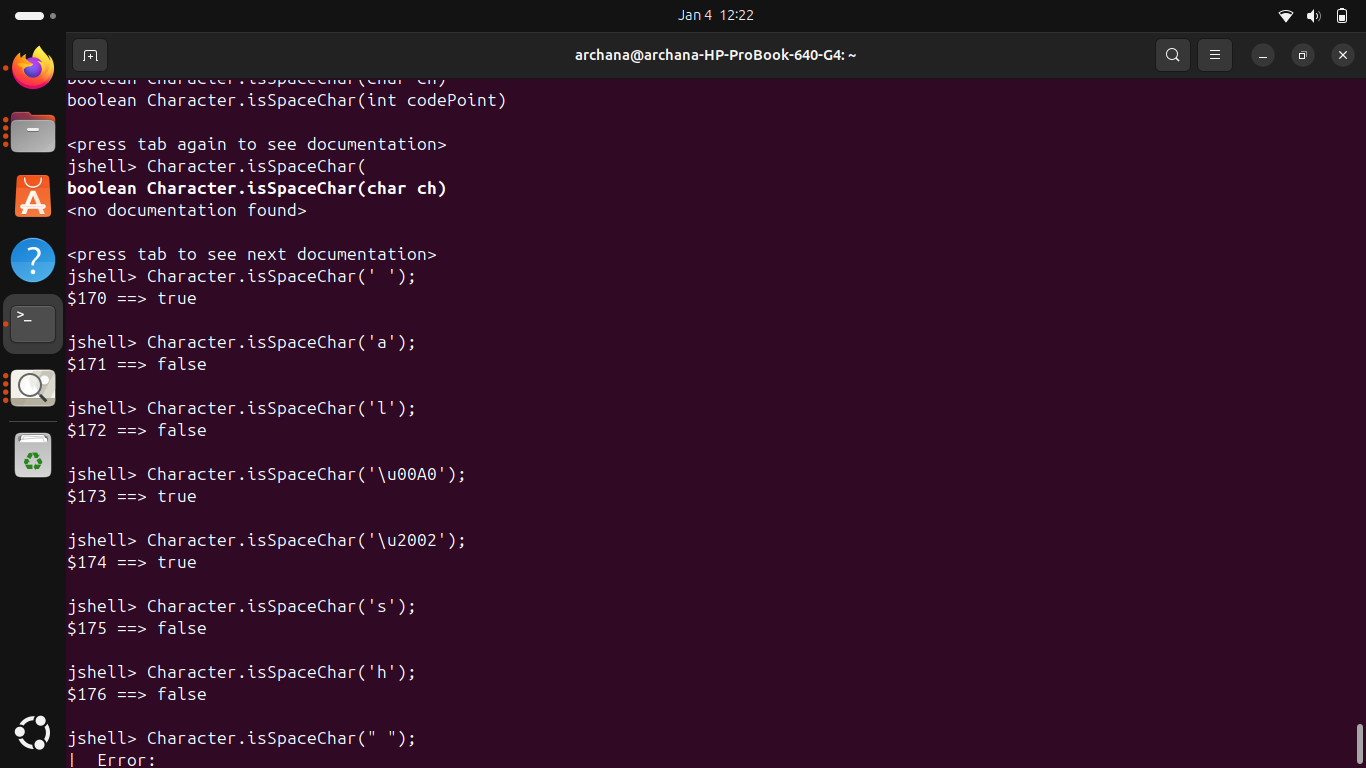 Jan 4 12:22
archana@archana-HP-ProBook-640-G4: ~
boolean Character.isSpaceChar(char ch)
boolean Character.isSpaceChar(int codePoint)
<press tab again to see documentation>
jshell> Character.isSpaceChar(
boolean Character.isSpaceChar(char ch)
<no documentation found>
<press tab to see next documentation>
jshell> Character.isSpaceChar(' ');
$170 ==> true
jshell> Character.isSpaceChar('a');
$171 ==> false
jshell> Character.isSpaceChar('l');
$172 ==> false
jshell> Character.isSpaceChar('\u00A0');
$173 ==> true
jshell> Character.isSpaceChar('\u2002');
$174 ==> true
jshell> Character.isSpaceChar('s');
$175 ==> false
jshell> Character.isSpaceChar('h');
$176 ==> false
jshell> Character.isSpaceChar(" ");
| Error: